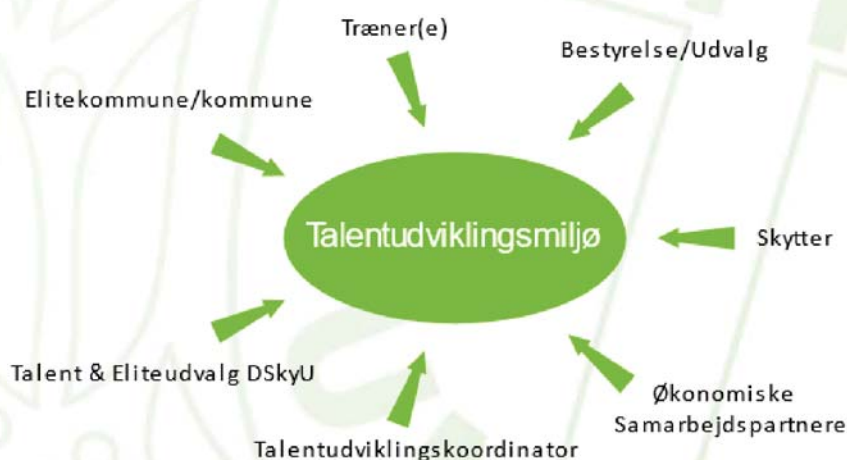 Træner(e)
Bestyrelse/Udvalg
Elitekommune/kommune
Talentudviklingsmiljø
Skytter
Talent & Eliteudvalg DSkyU
Økonomiske
Samarbejdspartnere
Talentudviklingskoordinator